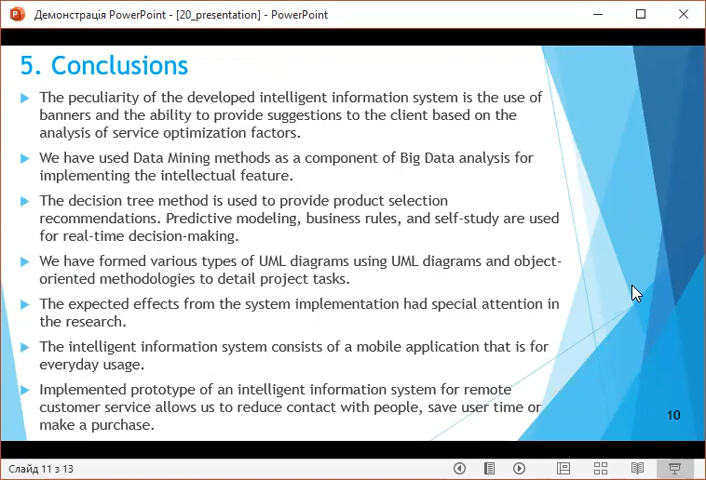 Демонстрація PowerPoint - [20_presentation] - PowerPoint
5. Conclusions
The peculiarity of the developed intelligent information system is the use of
banners and the ability to provide suggestions to the client based on the
analysis of service optimization factors.
We have used Data Mining methods as a component of Big Data analysis for
implementing the intellectual feature.
The decision tree method is used to provide product selection
recommendations. Predictive modeling, business rules, and self-study are used
for real-time decision-making.
We have formed various types of UML diagrams using UML diagrams and object-
oriented methodologies to detail project tasks.
The expected effects from the system implementation had special attention in
the research.
The intelligent information system consists of a mobile application that is for
everyday usage.
Implemented prototype of an intelligent information system for remote
customer service allows us to reduce contact with people, save user time or
make a purchase.
10
Слайд 11 з 13